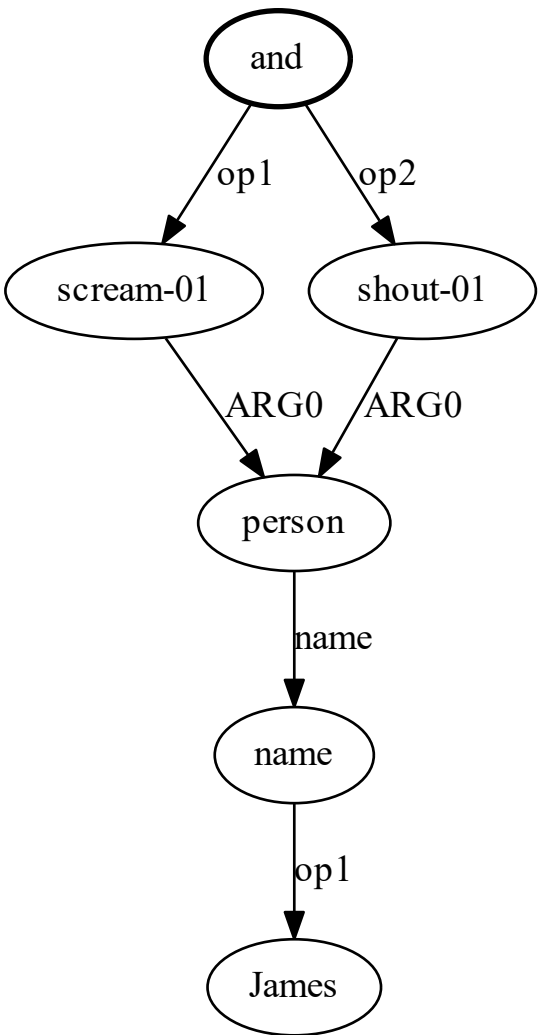 and
op1
op2
scream-01
shout-01
ARG0
ARG0
person
name
name
op1
James